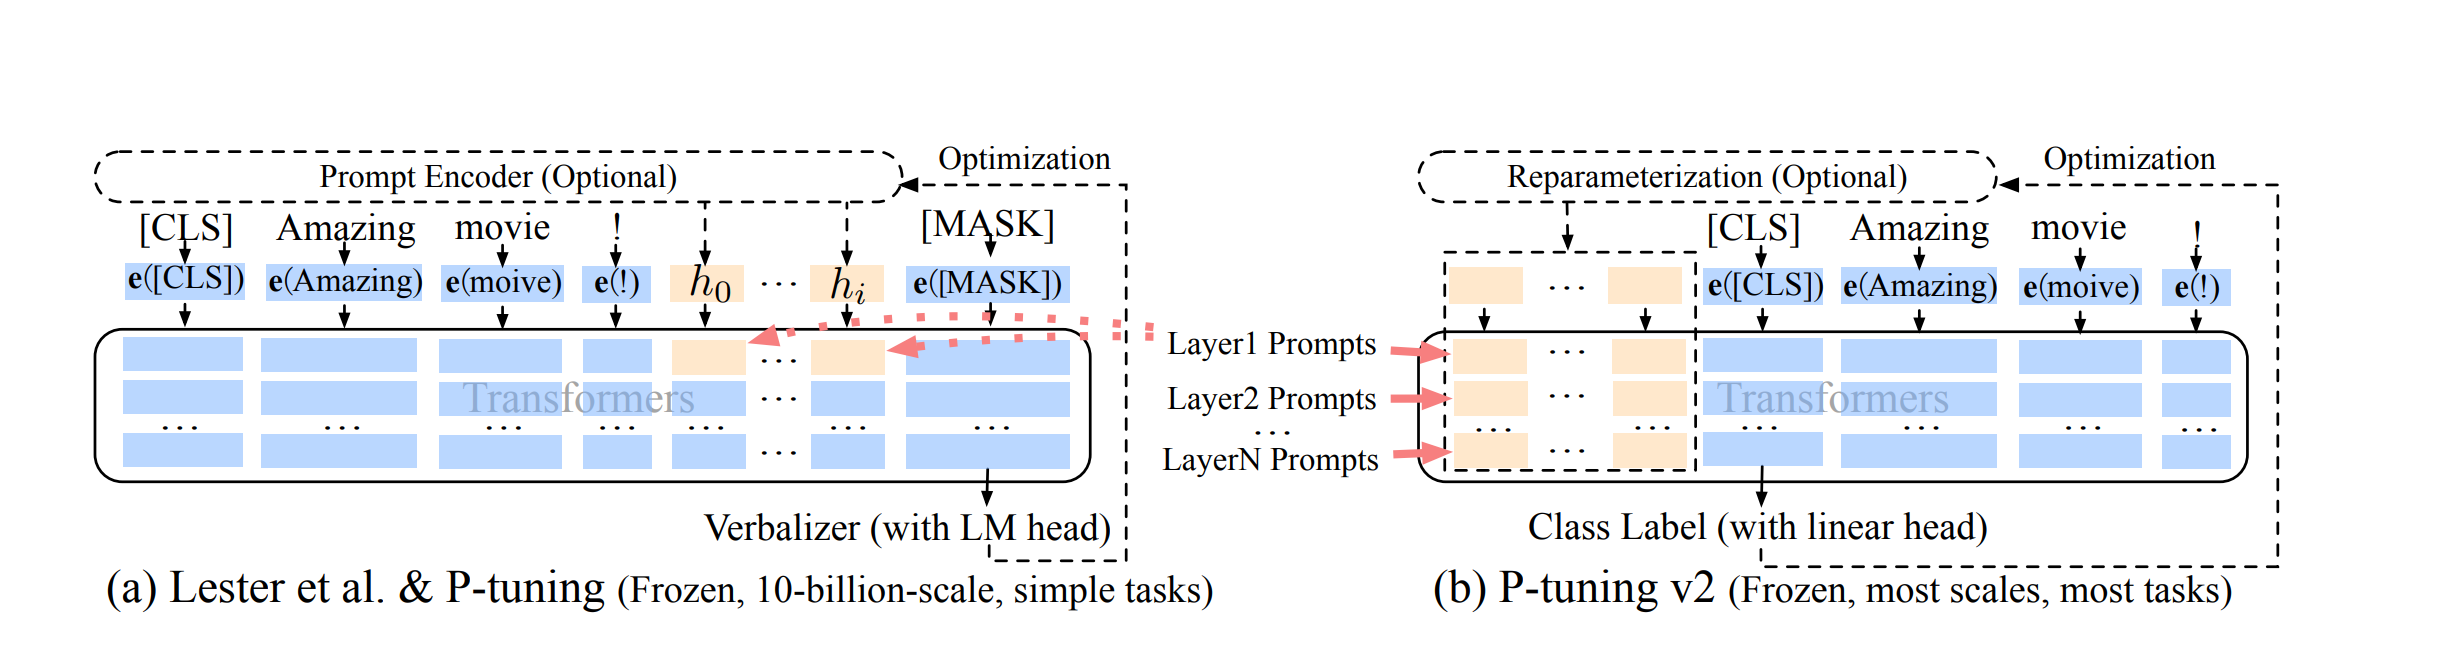 Prompt Encoder (Optional)
Optimization
[CLS] Amazing movie ! [MASK]
e([CLS]) e(Amazing) e(moive) e(!) h0 ... hi e([MASK])
...
...
Transformers
... ... ... ... ... ... ...
...
Verbalizer (with LM head)
(a) Lester et al. & P-tuning (Frozen, 10-billion-scale, simple tasks)
Layer1 Prompts
Layer2 Prompts
...
LayerN Prompts
Reparameterization (Optional)
Optimization
[CLS] Amazing movie !
... e([CLS]) e(Amazing) e(moive) e(!)
...
...
Transformers
... ... ... ... ... ...
...
Class Label (with linear head)
(b) P-tuning v2 (Frozen, most scales, most tasks)